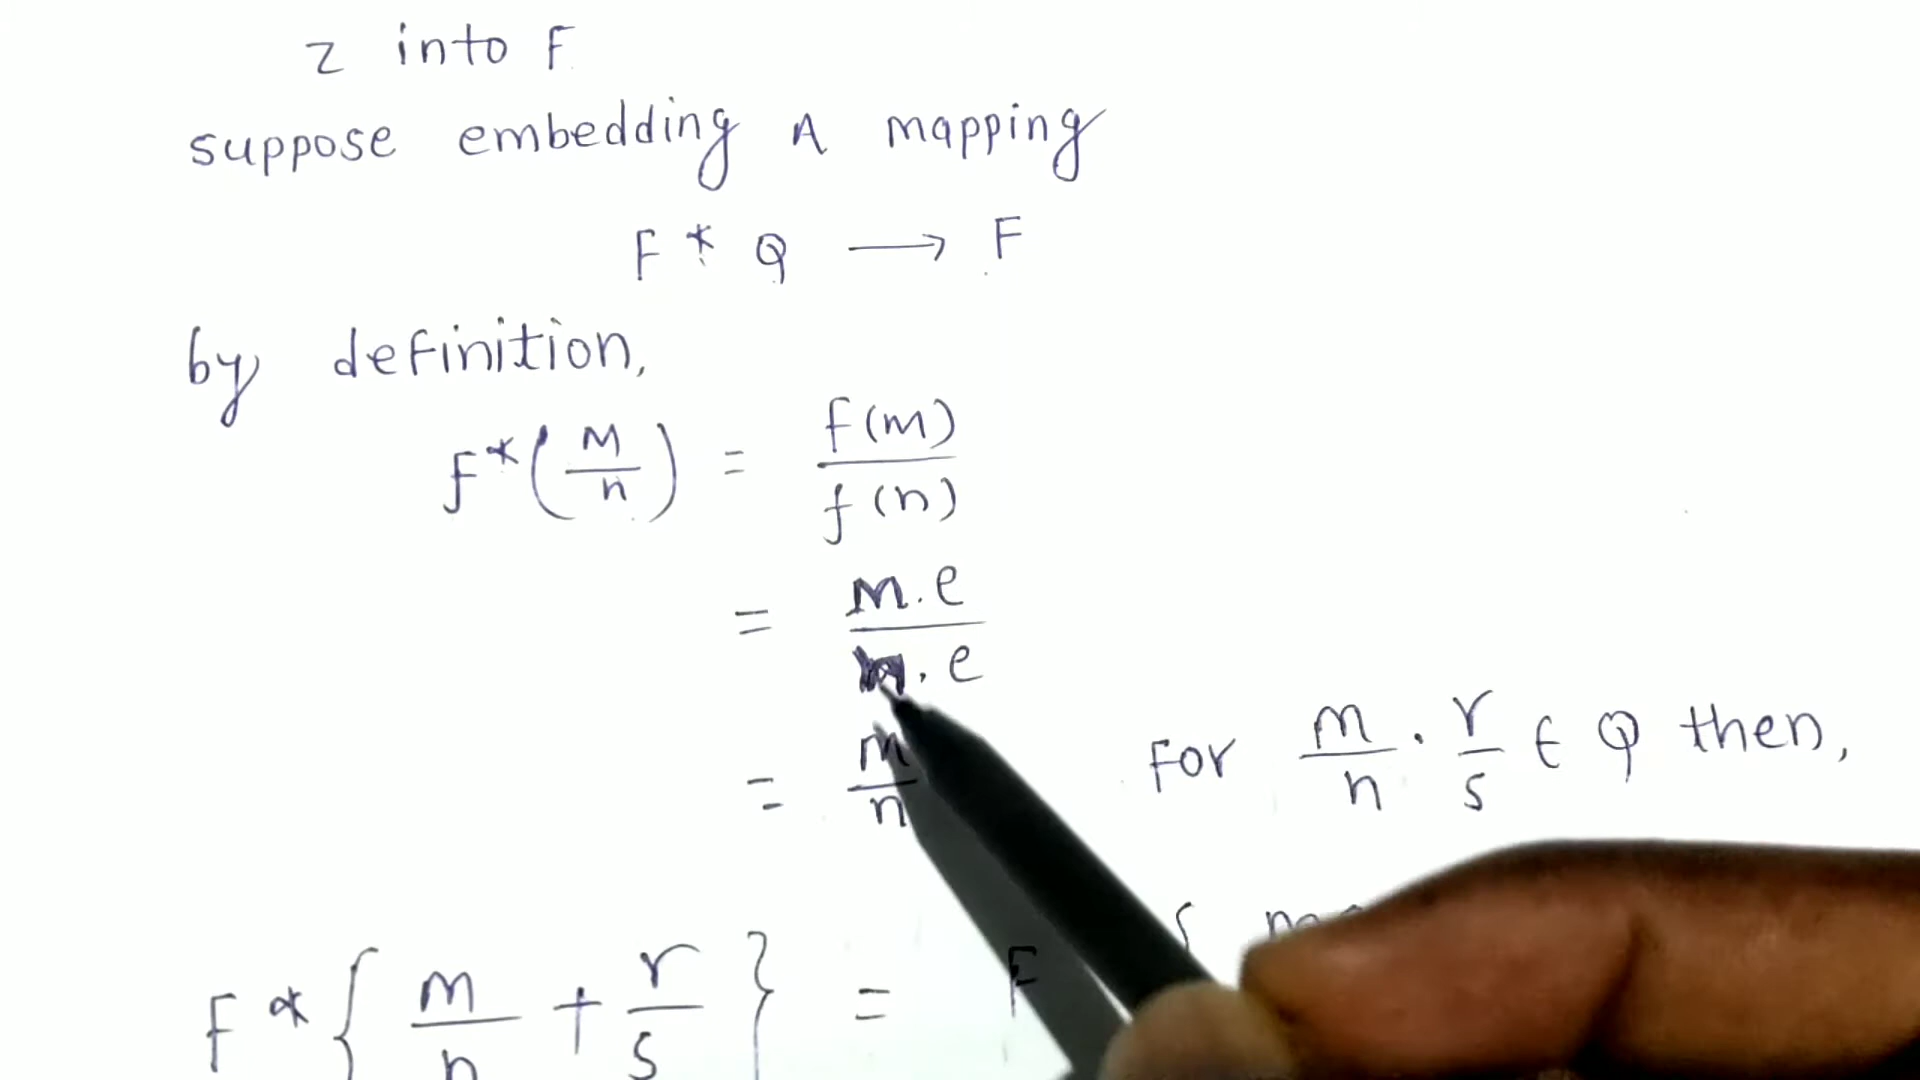 z into F
suppose embedding A mapping
F * Q ⟶ F
by definition,
F*(M/n) = f(m)/f(n)
= m.e/n.e
= m/n
For m/n . r/s ∈ Q then,
F*{m/n + r/s} = F